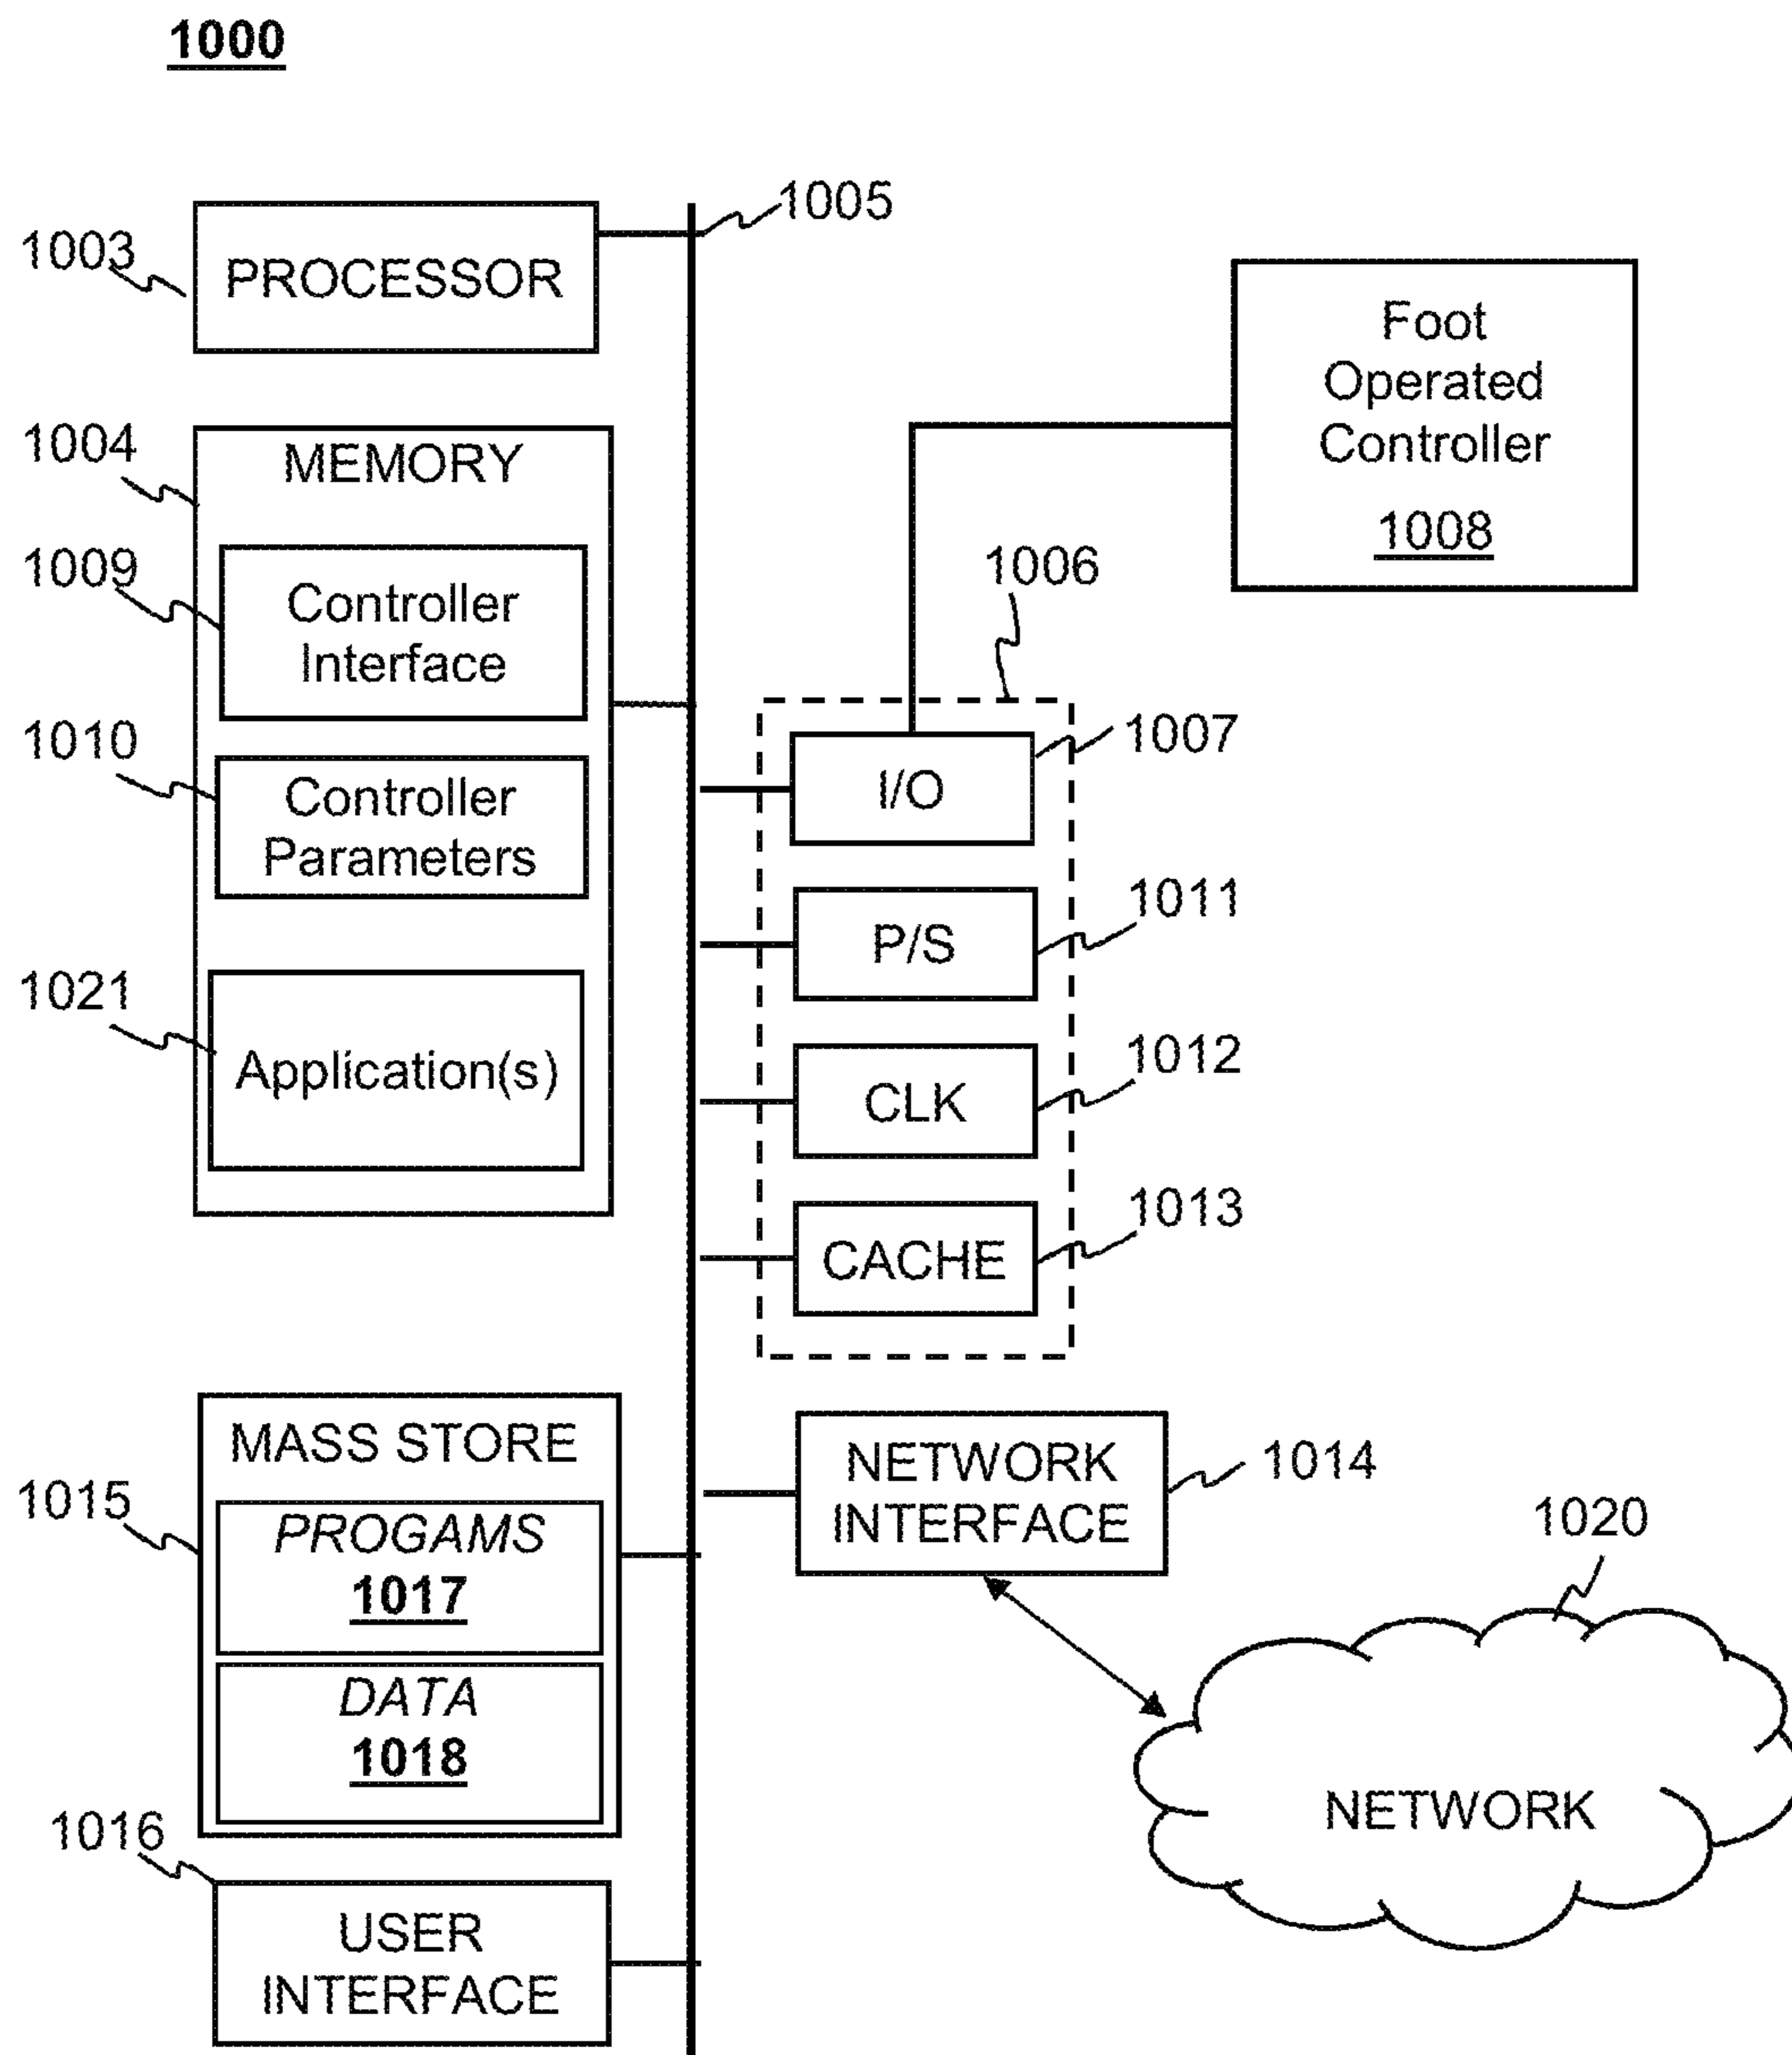 1000
1005
1003
PROCESSOR
Foot
Operated
Controller
1008
1004
MEMORY
1009
Controller
Interface
1006
1010
Controller
Parameters
1007
I/O
1011
P/S
1021
Application(s)
1012
CLK
1013
CACHE
MASS STORE
1015
PROGAMS
1017
DATA
1018
NETWORK
INTERFACE
1014
1020
NETWORK
1016
USER
INTERFACE